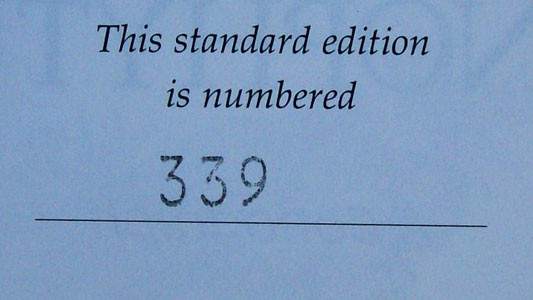 This standard edition
is numbered
339